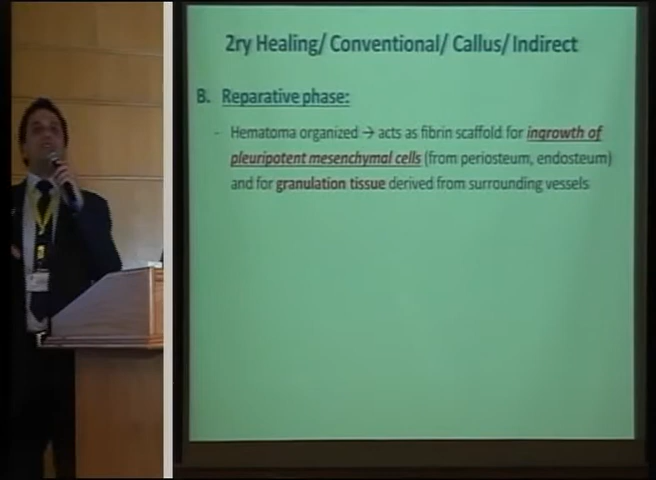 2ry Healing/ Conventional/ Callus/ Indirect
B. Reparative phase:
- Hematoma organized → acts as fibrin scaffold for ingrowth of
pleuripotent mesenchymal cells (from periosteum, endosteum)
and for granulation tissue derived from surrounding vessels